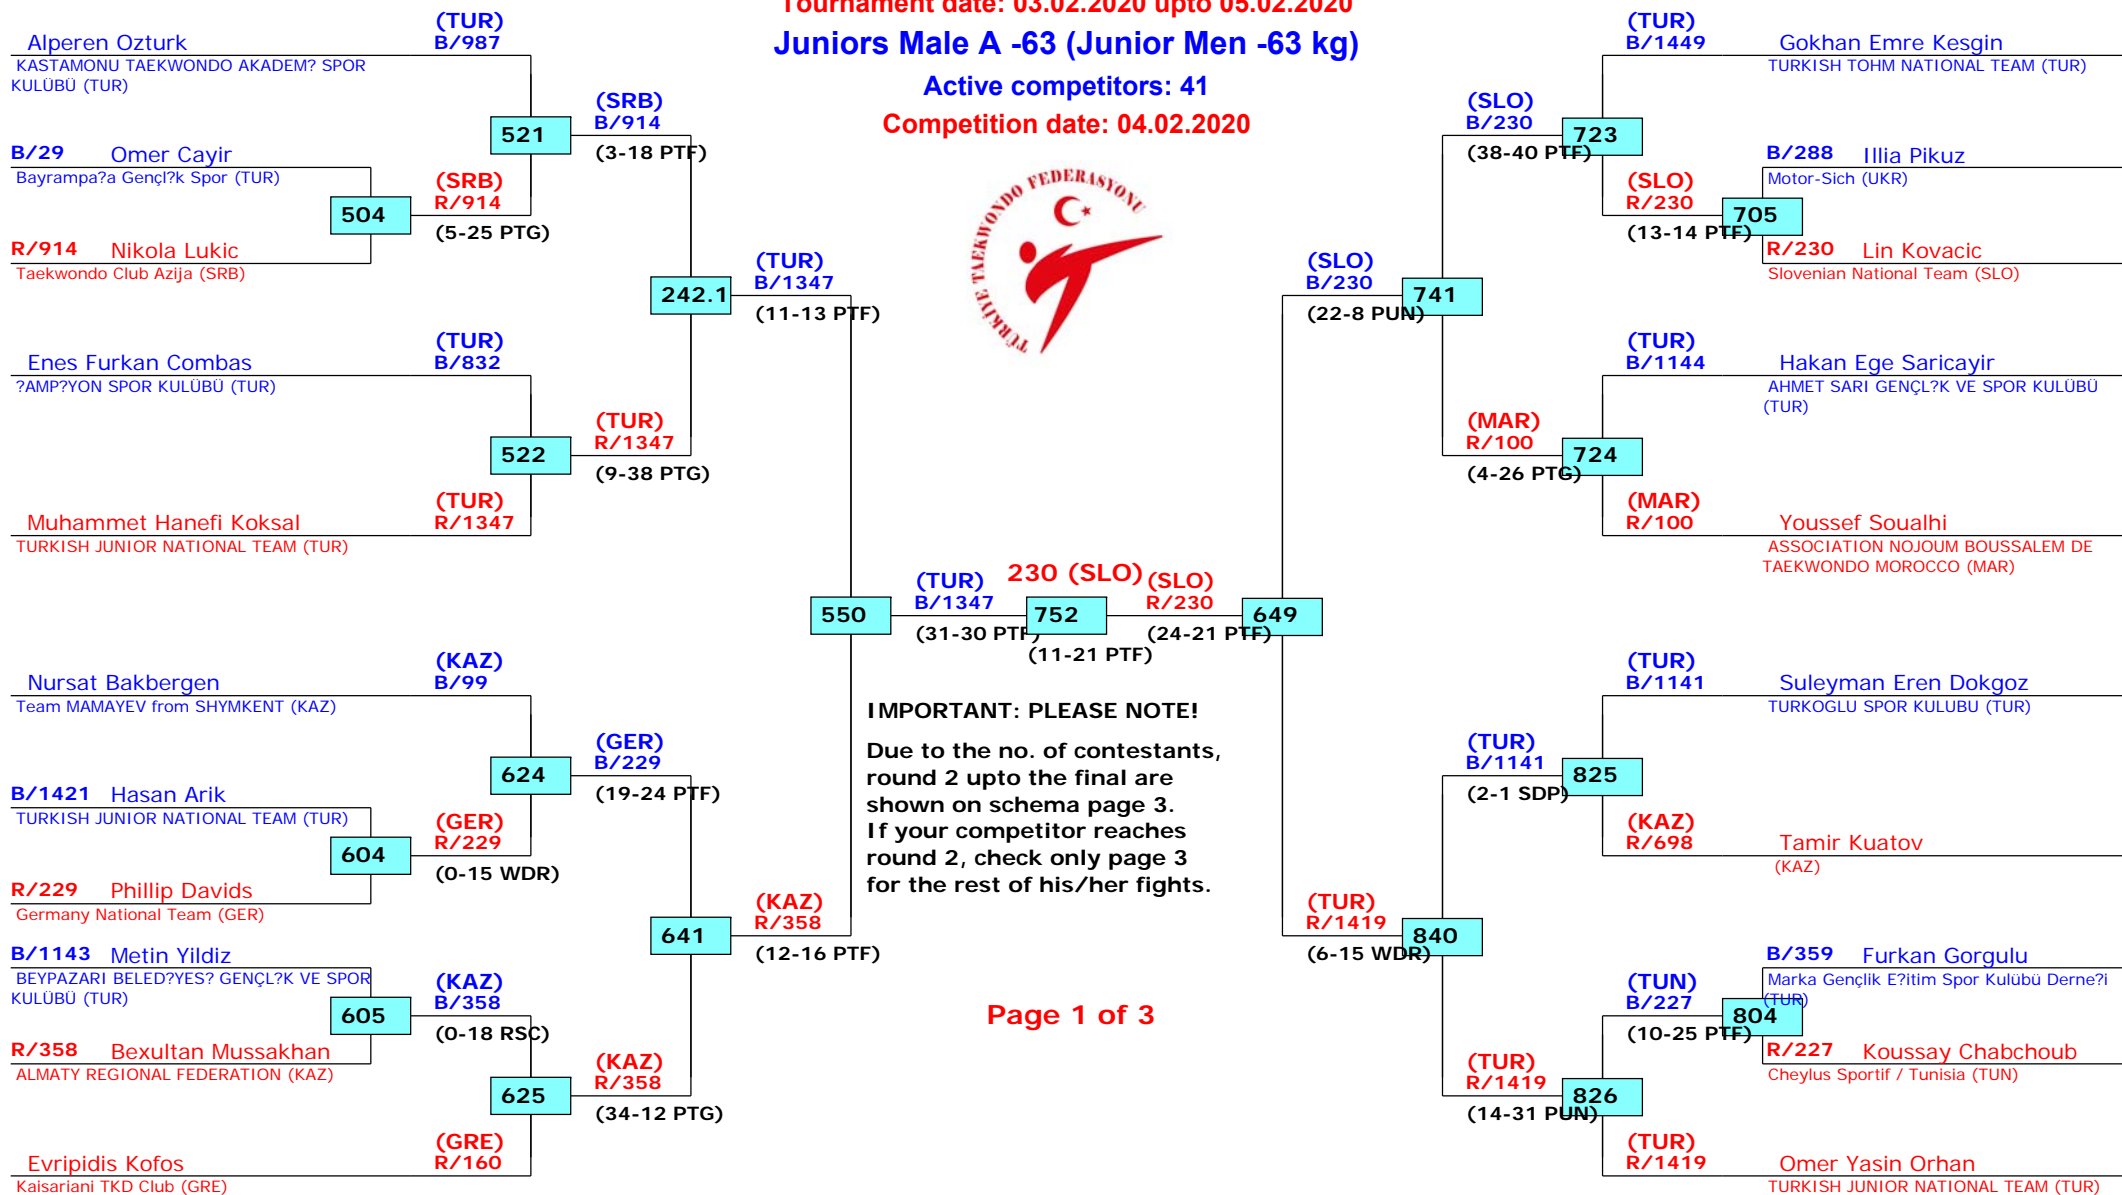 Tournament date: 03.02.2020 upto 05.02.2020
Juniors Male A -63 (Junior Men -63 kg)
Active competitors: 41
Competition date: 04.02.2020
TÜRKİYE TAEKWONDO FEDERASYONU
(TUR)
Alperen Ozturk B/987
KASTAMONU TAEKWONDO AKADEM? SPOR
KULÜBÜ (TUR)
521
(SRB)
B/914
(3-18 PTF)
B/29 Omer Cayir
Bayrampa?a Gençl?k Spor (TUR)
504
(SRB)
R/914
(5-25 PTG)
R/914 Nikola Lukic
Taekwondo Club Azija (SRB)
242.1
(TUR)
B/1347
(11-13 PTF)
(TUR)
Enes Furkan Combas B/832
?AMP?YON SPOR KULÜBÜ (TUR)
522
(TUR)
R/1347
(9-38 PTG)
(TUR)
Muhammet Hanefi Koksal R/1347
TURKISH JUNIOR NATIONAL TEAM (TUR)
550
(TUR)
B/1347
(31-30 PTF)
230 (SLO)
752
(11-21 PTF)
(SLO)
R/230
(24-21 PTF)
649
(KAZ)
Nursat Bakbergen B/99
Team MAMAYEV from SHYMKENT (KAZ)
624
(GER)
B/229
(19-24 PTF)
B/1421 Hasan Arik
TURKISH JUNIOR NATIONAL TEAM (TUR)
604
(GER)
R/229
(0-15 WDR)
R/229 Phillip Davids
Germany National Team (GER)
641
(KAZ)
R/358
(12-16 PTF)
B/1143 Metin Yildiz
BEYPAZARI BELED?YES? GENÇL?K VE SPOR
KULÜBÜ (TUR)
605
(KAZ)
B/358
(0-18 RSC)
R/358 Bexultan Mussakhan
ALMATY REGIONAL FEDERATION (KAZ)
625
(KAZ)
R/358
(34-12 PTG)
(GRE)
Evripidis Kofos R/160
Kaisariani TKD Club (GRE)
IMPORTANT: PLEASE NOTE!
Due to the no. of contestants,
round 2 upto the final are
shown on schema page 3.
If your competitor reaches
round 2, check only page 3
for the rest of his/her fights.
Page 1 of 3
(TUR)
B/1449 Gokhan Emre Kesgin
TURKISH TOHM NATIONAL TEAM (TUR)
(SLO)
B/230
(38-40 PTF)
723
B/288 Illia Pikuz
Motor-Sich (UKR)
(SLO)
R/230
(13-14 PTF)
705
R/230 Lin Kovacic
Slovenian National Team (SLO)
(SLO)
B/230
(22-8 PUN)
741
(TUR)
B/1144 Hakan Ege Saricayir
AHMET SARI GENÇL?K VE SPOR KULÜBÜ
(TUR)
(MAR)
R/100
(4-26 PTG)
724
(MAR)
R/100 Youssef Soualhi
ASSOCIATION NOJOUM BOUSSALEM DE
TAEKWONDO MOROCCO (MAR)
(TUR)
B/1141 Suleyman Eren Dokgoz
TURKOGLU SPOR KULUBU (TUR)
(TUR)
B/1141
(2-1 SDP)
825
(KAZ)
R/698 Tamir Kuatov
(KAZ)
(TUR)
R/1419
(6-15 WDR)
840
B/359 Furkan Gorgulu
Marka Gençlik E?itim Spor Kulübü Derne?i
(TUR)
(TUN)
B/227
(10-25 PTF)
804
R/227 Koussay Chabchoub
Cheylus Sportif / Tunisia (TUN)
(TUR)
R/1419
(14-31 PUN)
826
(TUR)
R/1419 Omer Yasin Orhan
TURKISH JUNIOR NATIONAL TEAM (TUR)